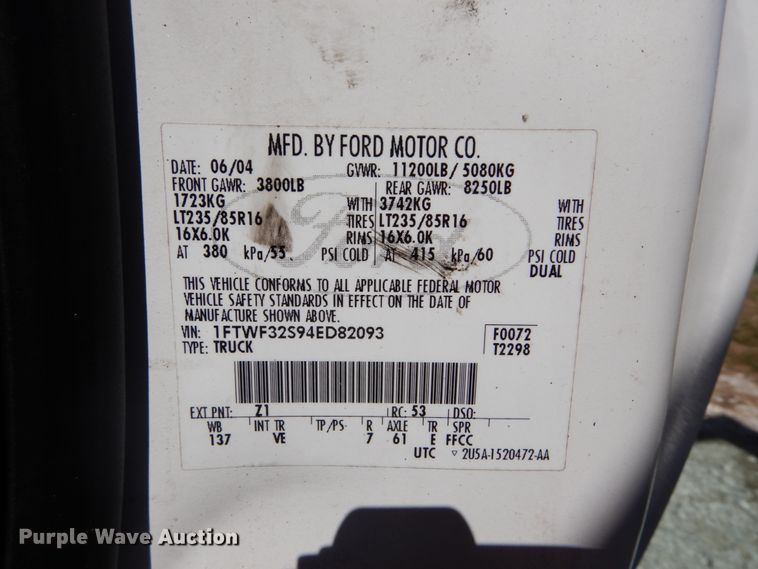 MFD. BY FORD MOTOR CO.
DATE: 06/04 GVWR: 11200LB/ 5080KG
FRONT GAWR: 3800LB REAR GAWR: 8250LB
1723KG WITH 3742KG WITH
LT235/85R16 TIRES LT235/85R16 TIRES
16X6.0K RIMS 16X6.0K RIMS
AT 380 kPa/55 PSI COLD AT 415 kPa/60 PSI COLD
DUAL
Ford
THIS VEHICLE CONFORMS TO ALL APPLICABLE FEDERAL MOTOR
VEHICLE SAFETY STANDARDS IN EFFECT ON THE DATE OF
MANUFACTURE SHOWN ABOVE.
VIN: 1FTWF32S94ED82093 F0072
TYPE: TRUCK T2298
EXT PNT: Z1 RC: 53 DSO:
WB INT TR TP/PS R AXLE TR SPR
137 VE 7 61 E FFCC
UTC ▽ 2U5A-1520472-AA
Purple Wave Auction